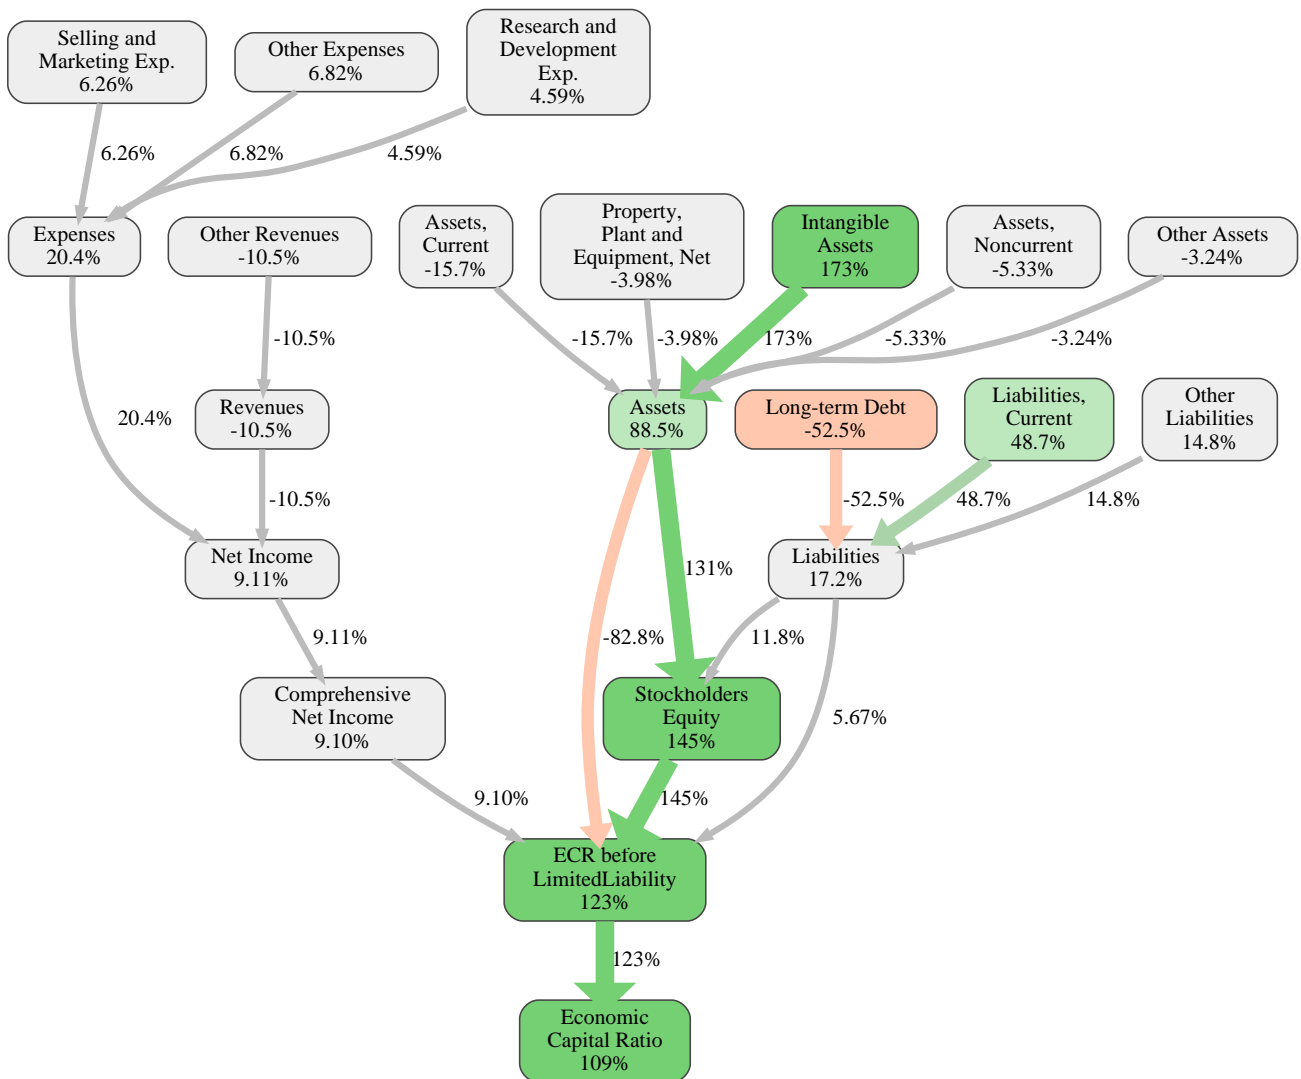 Selling and
Marketing Exp.
6.26%
Other Expenses
6.82%
Research and
Development
Exp.
4.59%
6.26%
6.82%
4.59%
Expenses
20.4%
Other Revenues
-10.5%
Assets,
Current
-15.7%
Property,
Plant and
Equipment, Net
-3.98%
Intangible
Assets
173%
Assets,
Noncurrent
-5.33%
Other Assets
-3.24%
-10.5%
-15.7%
-3.98%
173%
-5.33%
-3.24%
20.4%
Revenues
-10.5%
Assets
88.5%
Long-term Debt
-52.5%
Liabilities,
Current
48.7%
Other
Liabilities
14.8%
-10.5%
-52.5%
48.7%
14.8%
Net Income
9.11%
131%
Liabilities
17.2%
9.11%
-82.8%
11.8%
Comprehensive
Net Income
9.10%
Stockholders
Equity
145%
5.67%
9.10%
145%
ECR before
LimitedLiability
123%
123%
Economic
Capital Ratio
109%